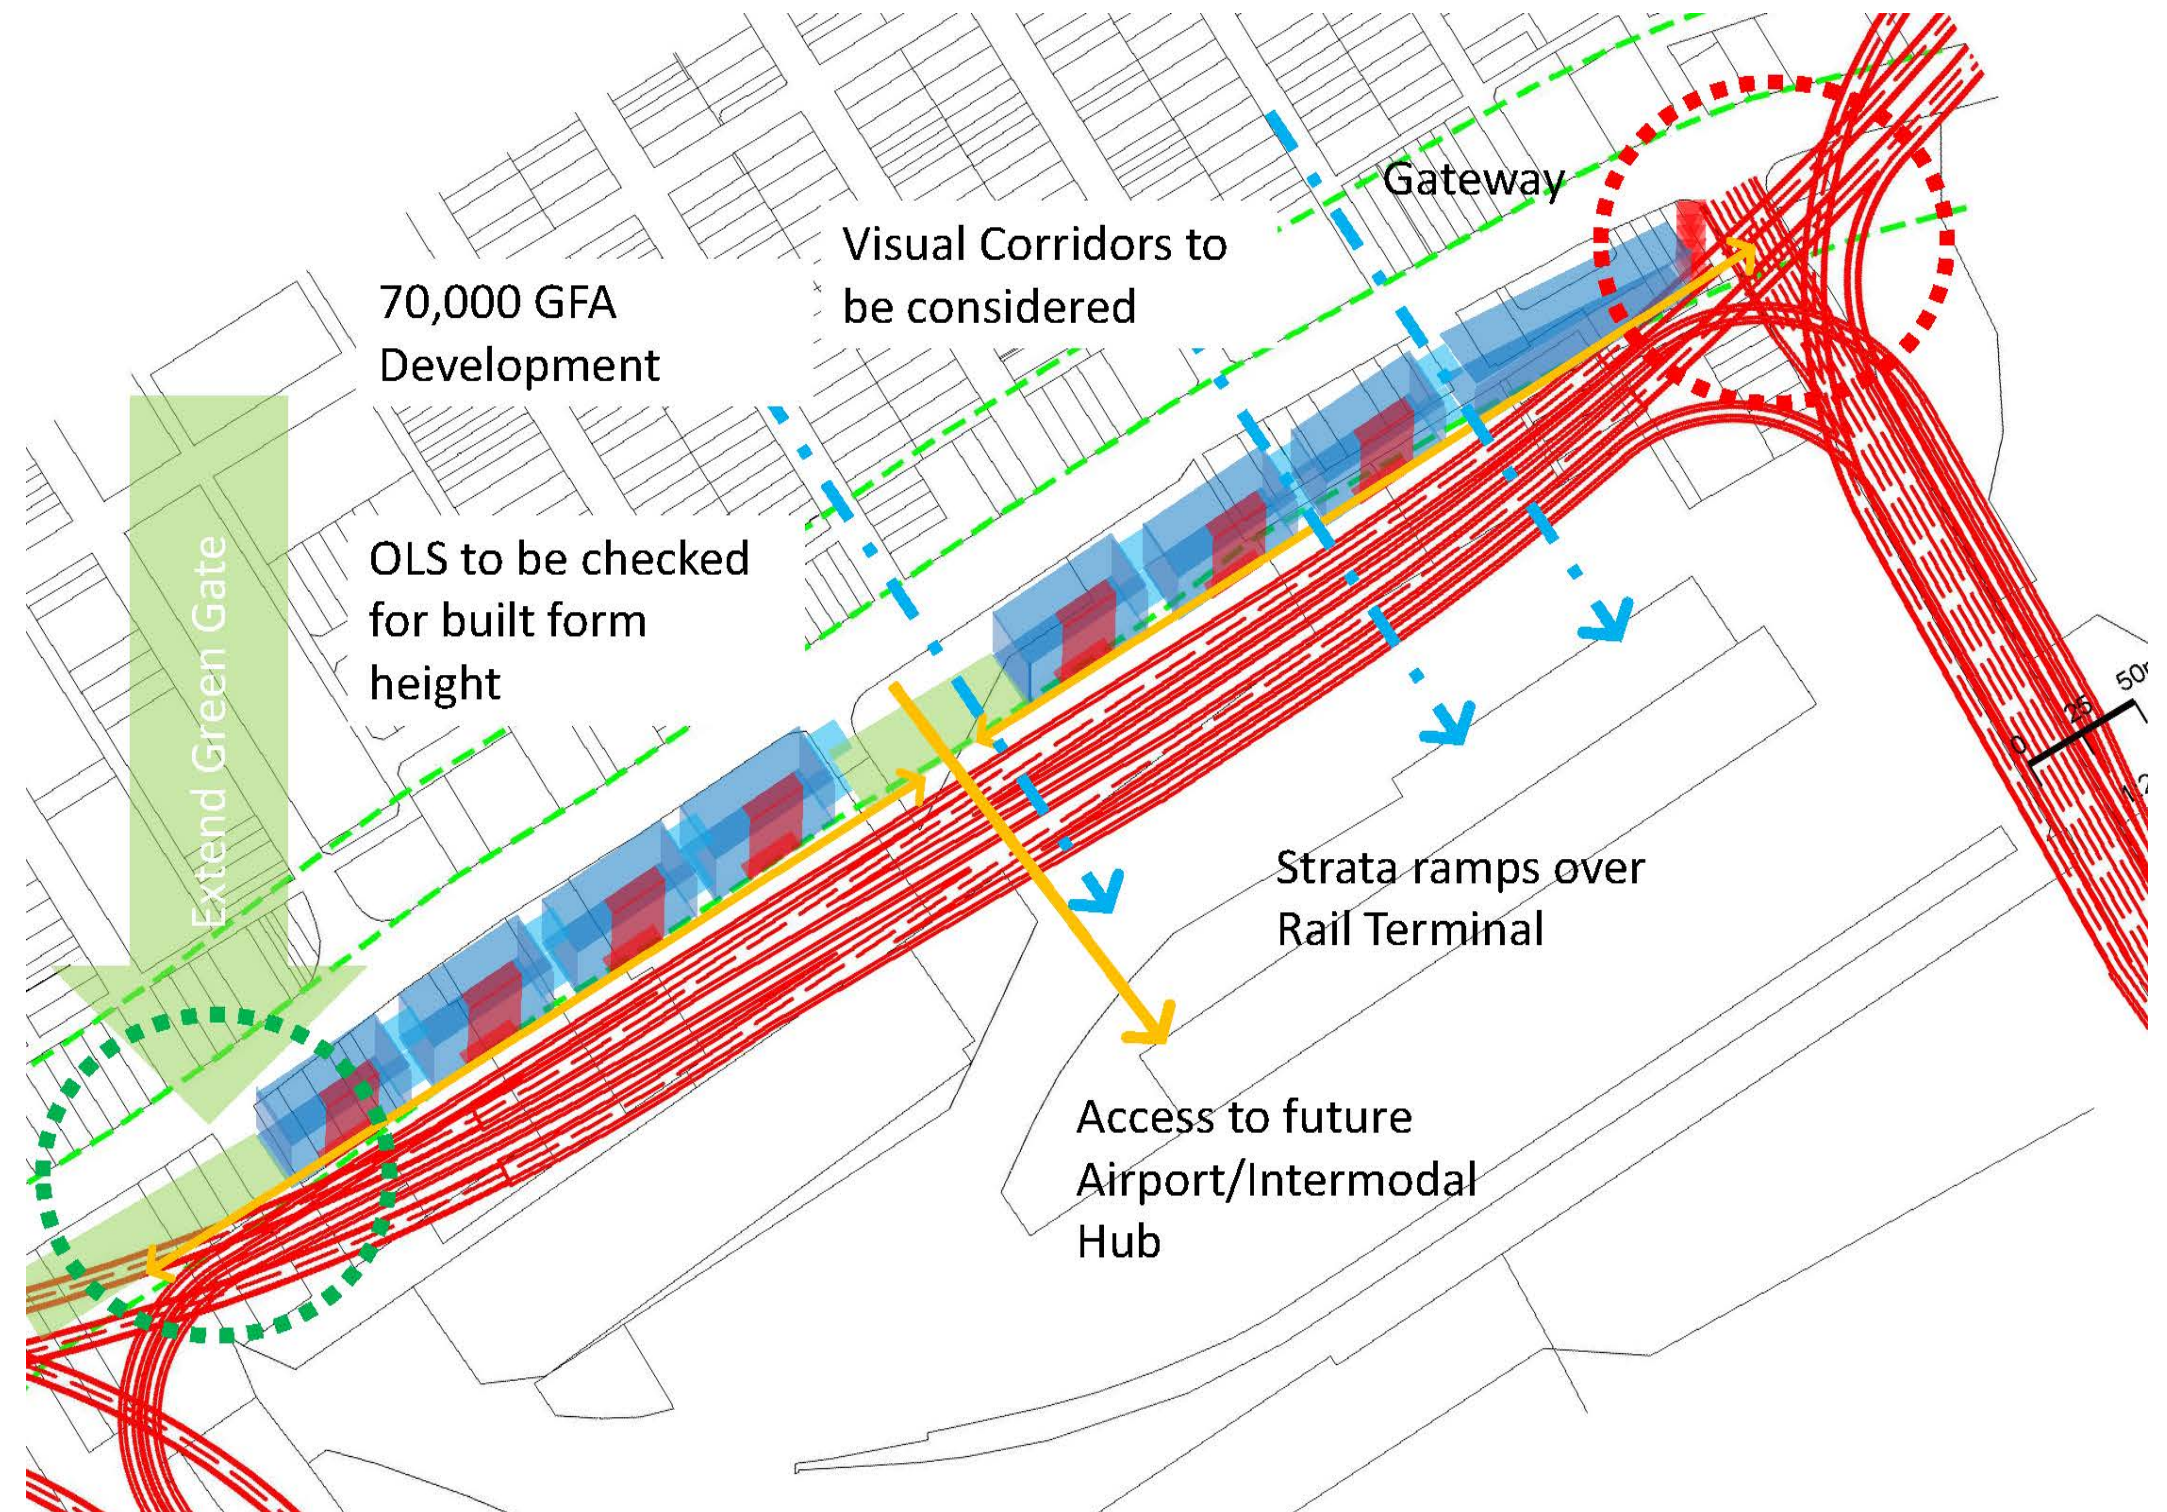 Gateway
Visual Corridors to
be considered
70,000 GFA
Development
OLS to be checked
for built form
height
Extend Green Gate
0
25
Strata ramps over
Rail Terminal
Access to future
Airport/Intermodal
Hub